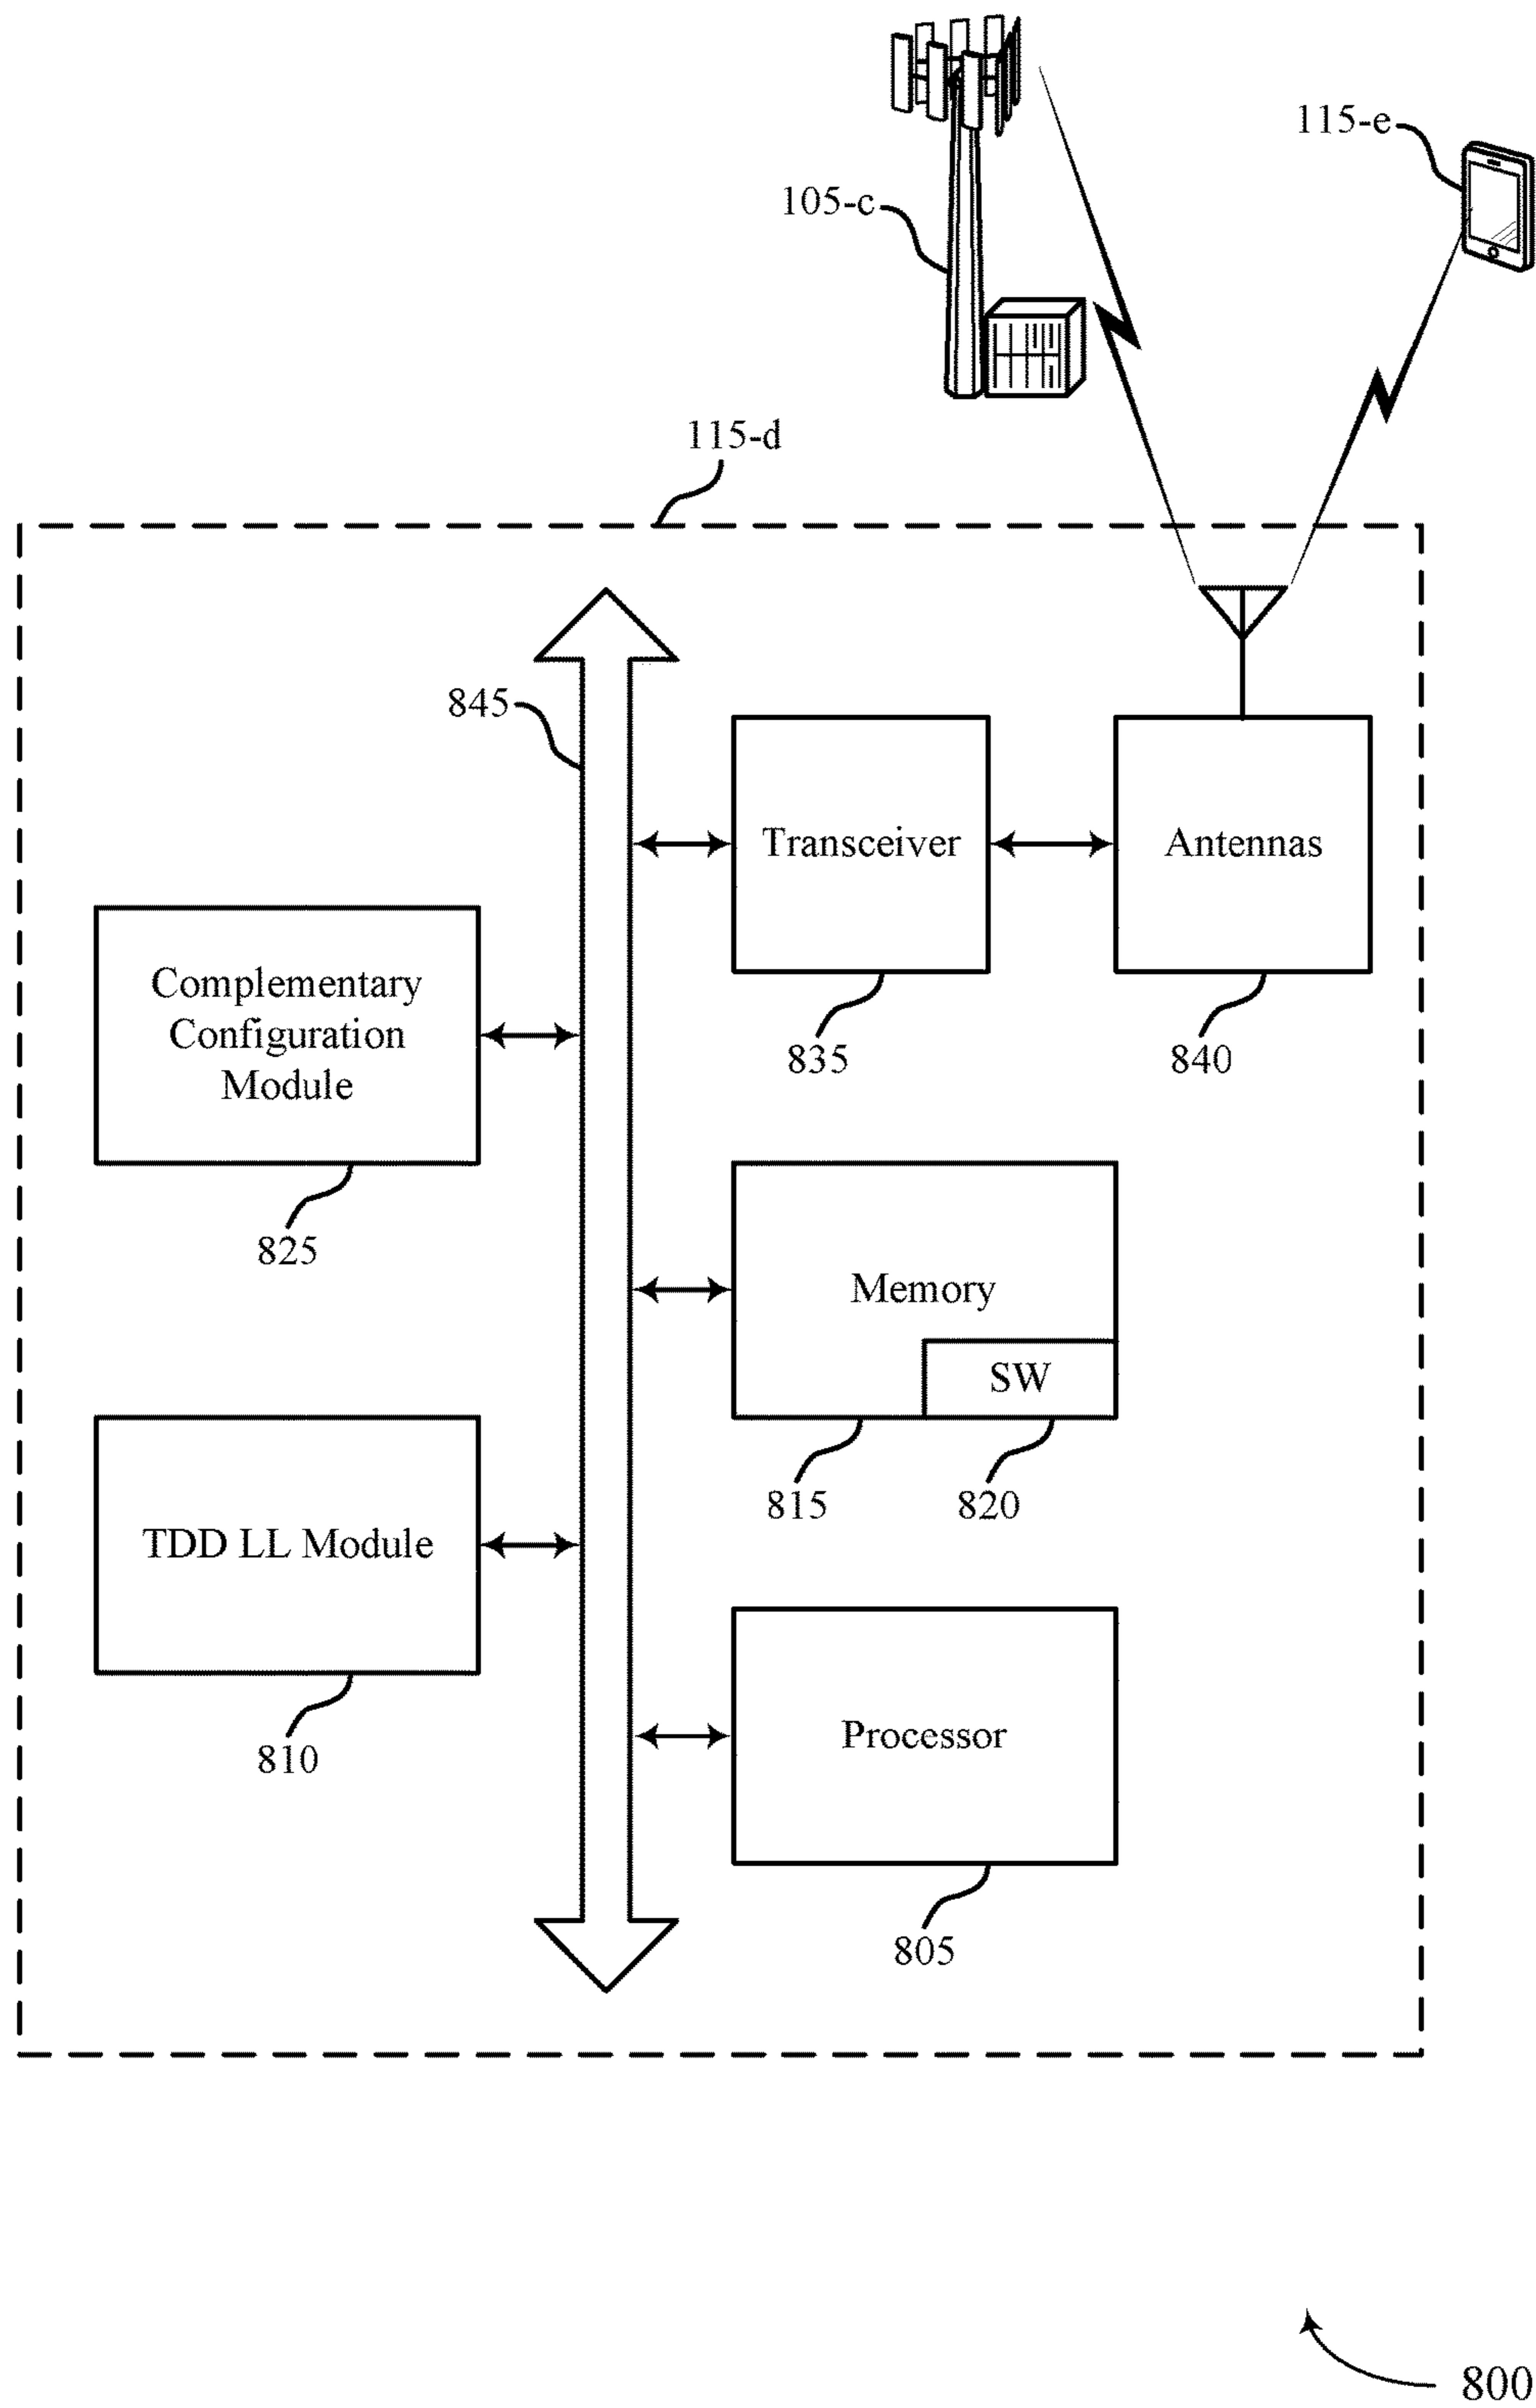 115-e
105-c
115-d
845
Transceiver
Antennas
835
840
Complementary
Configuration
Module
825
Memory
SW
815
820
TDD LL Module
810
Processor
805
800